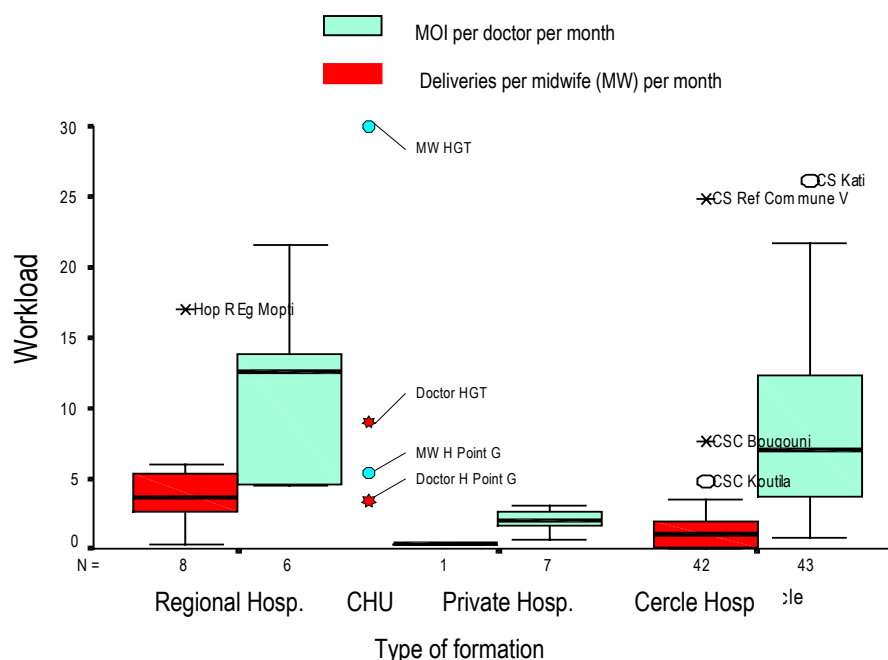 MOI per doctor per month
Deliveries per midwife (MW) per month
30
MW HGT
CS Kati
25
CS Ref Commune V
20
Hop REg Mopti
15
Workload
10
Doctor HGT
CSC Bougouni
MW H Point G
5
CSC Koutila
Doctor H Point G
0
N = 8 6 1 7 42 43
Regional Hosp. CHU Private Hosp. Cercle Hosp cle
Type of formation